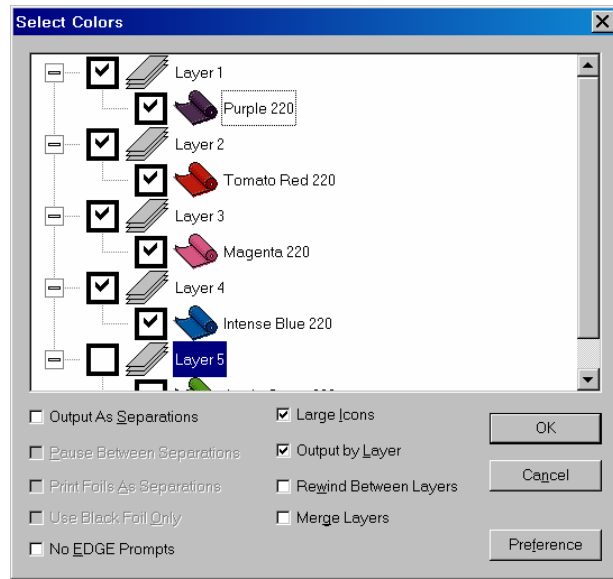 Select Colors
Layer 1
Purple 220
Layer 2
Tomato Red 220
Layer 3
Magenta 220
Layer 4
Intense Blue 220
Layer 5
Output As Separations
Large Icons
OK
Pause Between Separations
Output by Layer
Cancel
Print Foils As Separations
Rewind Between Layers
Use Black Foil Only
Merge Layers
No EDGE Prompts
Preference